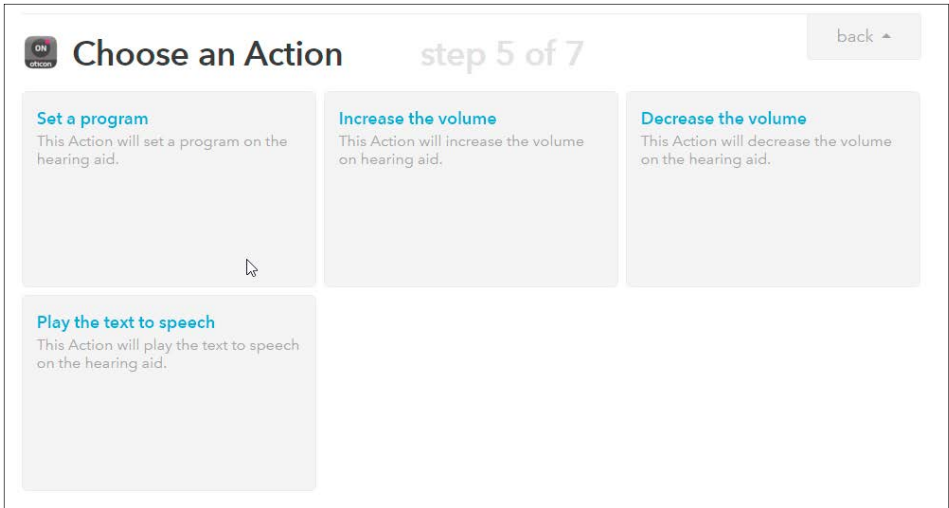 back
ON
oticon
Choose an Action
step 5 of 7
Set a program
This Action will set a program on the
hearing aid.
Increase the volume
This Action will increase the volume
on hearing aid.
Decrease the volume
This Action will decrease the volume
on the hearing aid.
Play the text to speech
This Action will play the text to speech
on the hearing aid.